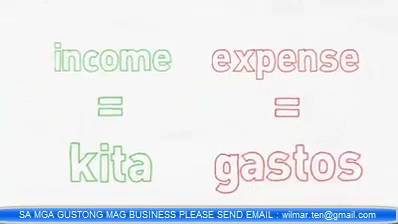 income expense
= =
kita gastos
SA MGA GUSTONG MAG BUSINESS PLEASE SEND EMAIL : wilmar.ten@gmail.com